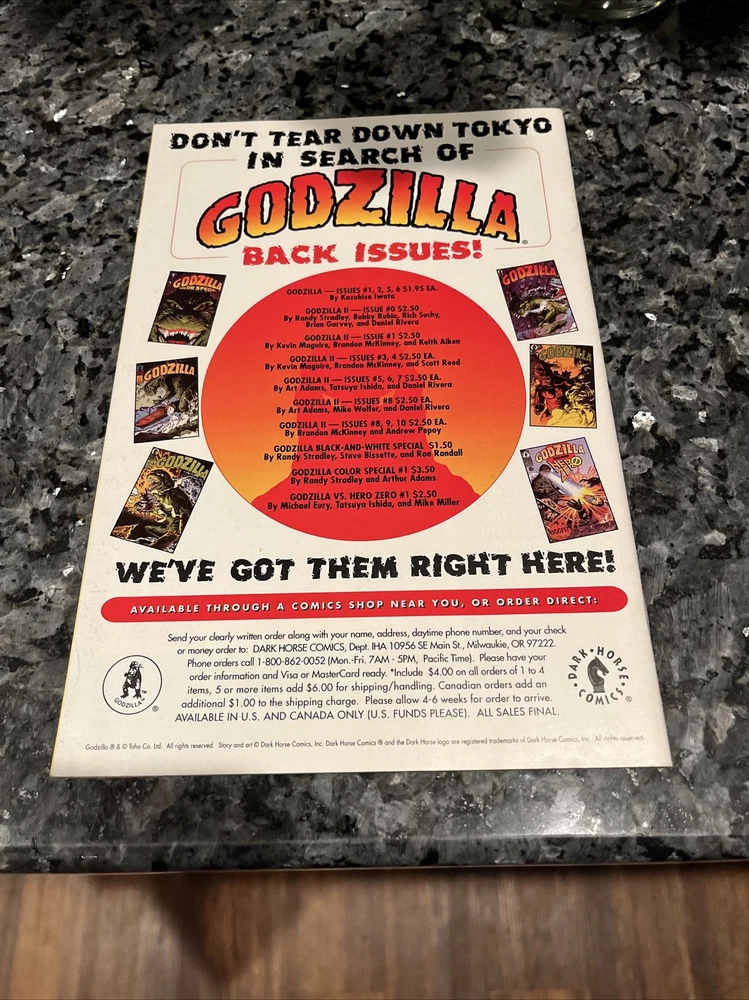 DON'T TEAR DOWN TOKYO
IN SEARCH OF
GODZILLA®
BACK ISSUES!
GODZILLA
COLOR SPECIAL
GODZILLA
GODZILLA
GODZILLA — ISSUES #1, 2, 5, 6 $1.95 EA.
By Kazuhisa Iwata
GODZILLA II — ISSUE #0 $2.50
By Randy Stradley, Bobby Rubio, Rich Suchy,
Brian Garvey, and Daniel Rivera
GODZILLA II — ISSUE #1 $2.50
By Kevin Maguire, Brandon McKinney, and Keith Aiken
GODZILLA II — ISSUES #3, 4 $2.50 EA.
By Kevin Maguire, Brandon McKinney, and Scott Reed
GODZILLA II — ISSUES #5, 6, 7 $2.50 EA.
By Art Adams, Tatsuya Ishida, and Daniel Rivera
GODZILLA II — ISSUES #8 $2.50 EA.
By Art Adams, Mike Wolfer, and Daniel Rivera
GODZILLA II — ISSUES #8, 9, 10 $2.50 EA.
By Brandon McKinney and Andrew Pepoy
GODZILLA BLACK-AND-WHITE SPECIAL $1.50
By Randy Stradley, Steve Bissette, and Ron Randall
GODZILLA COLOR SPECIAL #1 $3.50
By Randy Stradley and Arthur Adams
GODZILLA VS. HERO ZERO #1 $2.50
By Michael Eury, Tatsuya Ishida, and Mike Miller
GODZILLA
GODZILLA
GODZILLA
HERO
WE'VE GOT THEM RIGHT HERE!
AVAILABLE THROUGH A COMICS SHOP NEAR YOU, OR ORDER DIRECT:
Send your clearly written order along with your name, address, daytime phone number, and your check
or money order to: DARK HORSE COMICS, Dept. IHA 10956 SE Main St., Milwaukie, OR 97222.
Phone orders call 1-800-862-0052 (Mon.-Fri. 7AM - 5PM, Pacific Time). Please have your
order information and Visa or MasterCard ready. *Include $4.00 on all orders of 1 to 4
items, 5 or more items add $6.00 for shipping/handling. Canadian orders add an
additional $1.00 to the shipping charge. Please allow 4-6 weeks for order to arrive.
AVAILABLE IN U.S. AND CANADA ONLY (U.S. FUNDS PLEASE). ALL SALES FINAL.
GODZILLA™ ®
DARK HORSE COMICS ®
Godzilla ® & © Toho Co. Ltd. All rights reserved. Story and art © Dark Horse Comics, Inc. Dark Horse Comics ® and the Dark Horse logo are registered trademarks of Dark Horse Comics, Inc. All rights reserved.